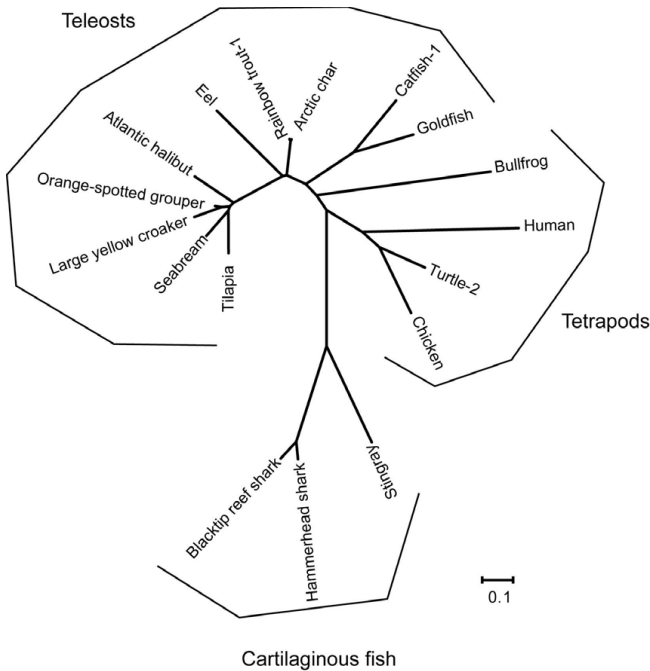 Teleosts
Rainbow trout-1
Arctic char
Catfish-1
Eel
Goldfish
Atlantic halibut
Bullfrog
Orange-spotted grouper
Human
Large yellow croaker
Seabream
Turtle-2
Tilapia
Chicken
Tetrapods
Blacktip reef shark
Hammerhead shark
Stingray
0.1
Cartilaginous fish